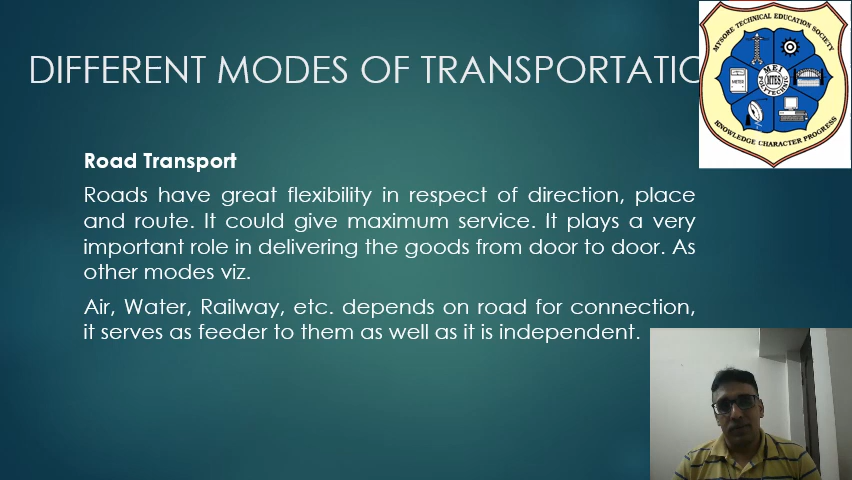 DIFFERENT MODES OF TRANSPORTATIO
MYSORE TECHNICAL EDUCATION SOCIETY
METER
M E I
MTES
POLYTECHNIC
KNOWLEDGE CHARACTER PROGRESS
Road Transport
Roads have great flexibility in respect of direction, place
and route. It could give maximum service. It plays a very
important role in delivering the goods from door to door. As
other modes viz.
Air, Water, Railway, etc. depends on road for connection,
it serves as feeder to them as well as it is independent.